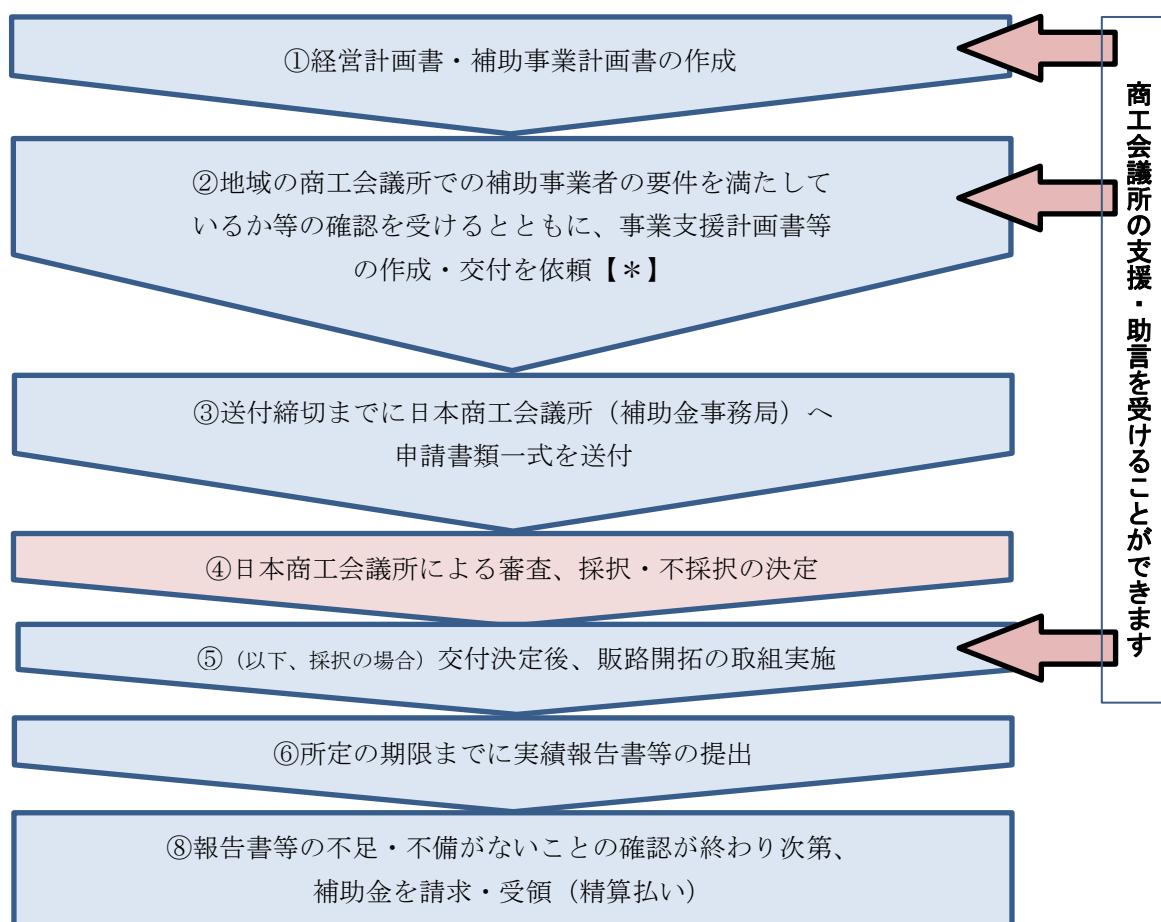 ①経営計画書・補助事業計画書の作成
②地域の商工会議所での補助事業者の要件を満たして
いるか等の確認を受けるとともに、事業支援計画書等
の作成・交付を依頼【＊】
③送付締切までに日本商工会議所（補助金事務局）へ
申請書類一式を送付
④日本商工会議所による審査、採択・不採択の決定
⑤（以下、採択の場合）交付決定後、販路開拓の取組実施
⑥所定の期限までに実績報告書等の提出
⑧報告書等の不足・不備がないことの確認が終わり次第、
補助金を請求・受領（精算払い）
商工会議所の支援・助言を受けることができます